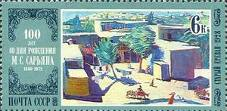 100
ЛЕТ
СО ДНЯ РОЖДЕНИЯ
М.С. САРЬЯНА
1880-1972
ПОЧТА СССР
6к